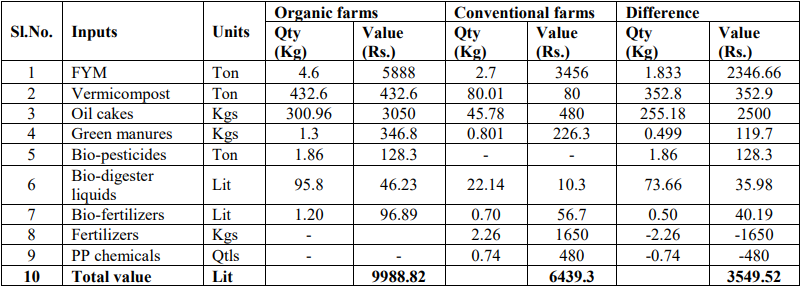 Sl.No. Inputs Units Organic farms Conventional farms Difference
Qty (Kg) Value (Rs.) Qty (Kg) Value (Rs.) Qty (Kg) Value (Rs.)
1 FYM Ton 4.6 5888 2.7 3456 1.833 2346.66
2 Vermicompost Ton 432.6 432.6 80.01 80 352.8 352.9
3 Oil cakes Kgs 300.96 3050 45.78 480 255.18 2500
4 Green manures Kgs 1.3 346.8 0.801 226.3 0.499 119.7
5 Bio-pesticides Ton 1.86 128.3 - - 1.86 128.3
6 Bio-digester liquids Lit 95.8 46.23 22.14 10.3 73.66 35.98
7 Bio-fertilizers Lit 1.20 96.89 0.70 56.7 0.50 40.19
8 Fertilizers Kgs - 2.26 1650 -2.26 -1650
9 PP chemicals Qtls - - 0.74 480 -0.74 -480
10 Total value Lit 9988.82 6439.3 3549.52